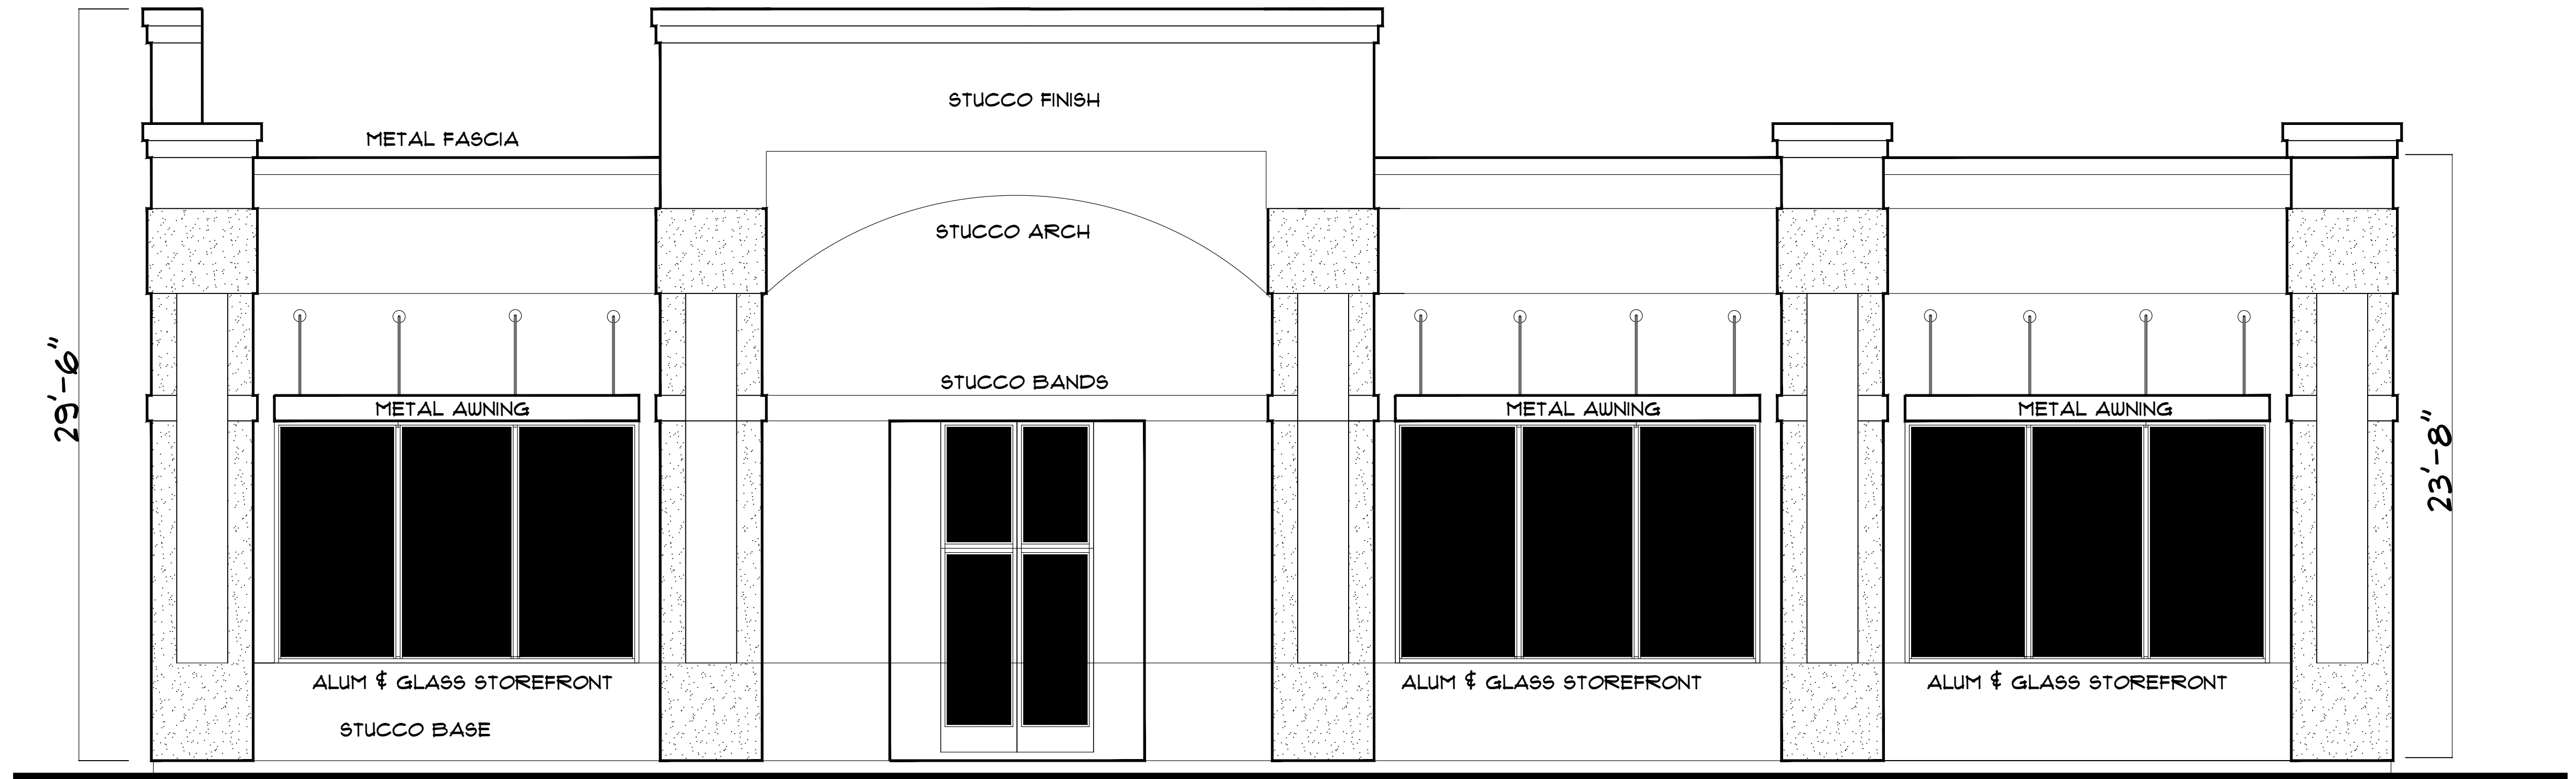 STUCCO FINISH
METAL FASCIA
STUCCO ARCH
29'-6"
STUCCO BANDS
METAL AWNING
METAL AWNING
METAL AWNING
23'-8"
ALUM & GLASS STOREFRONT
ALUM & GLASS STOREFRONT
ALUM & GLASS STOREFRONT
STUCCO BASE